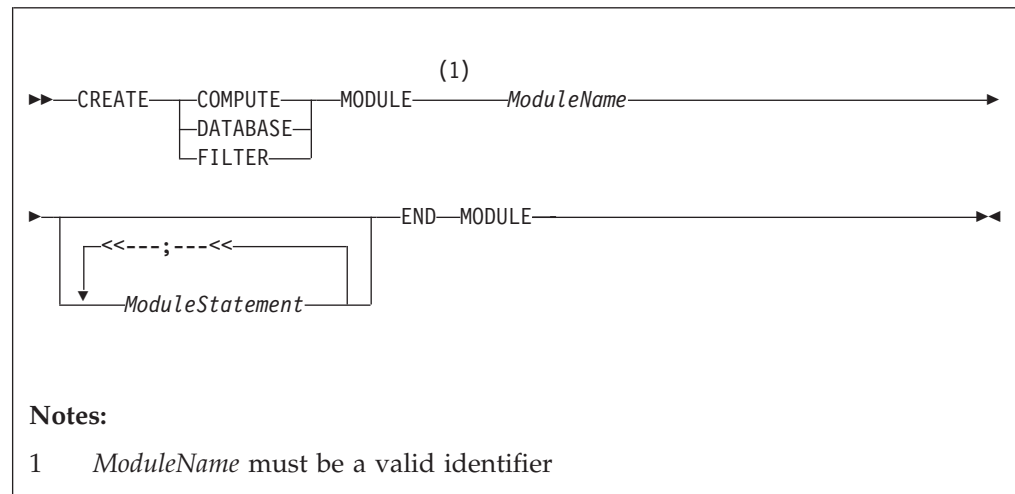 (1)
CREATE COMPUTE MODULE ModuleName
DATABASE
FILTER
END MODULE
<<---;---<<
ModuleStatement
Notes:
1 ModuleName must be a valid identifier